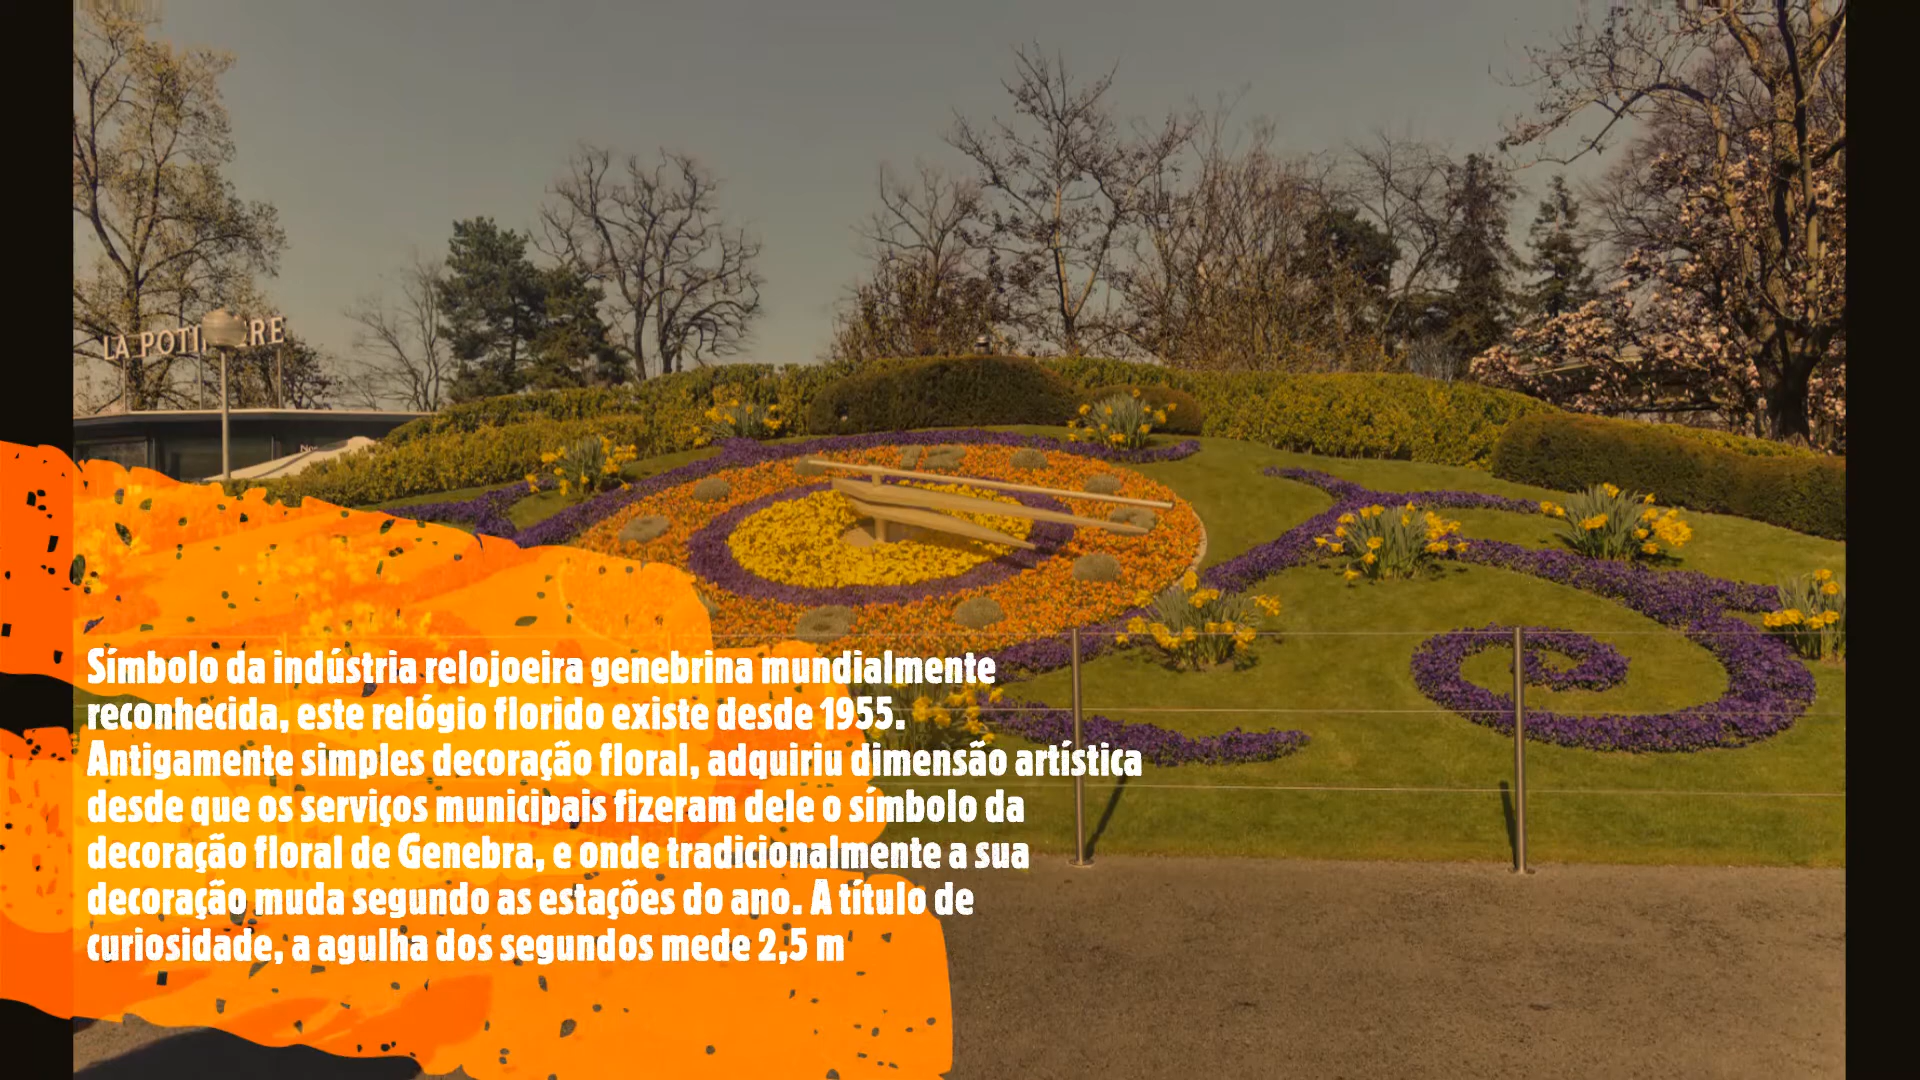 LA POTI
RE
Símbolo da indústria relojoeira genebrina mundialmente
reconhecida, este relógio florido existe desde 1955.
Antigamente simples decoração floral, adquiriu dimensão artística
desde que os serviços municipais fizeram dele o símbolo da
decoração floral de Genebra, e onde tradicionalmente a sua
decoração muda segundo as estações do ano. A título de
curiosidade, a agulha dos segundos mede 2,5 m